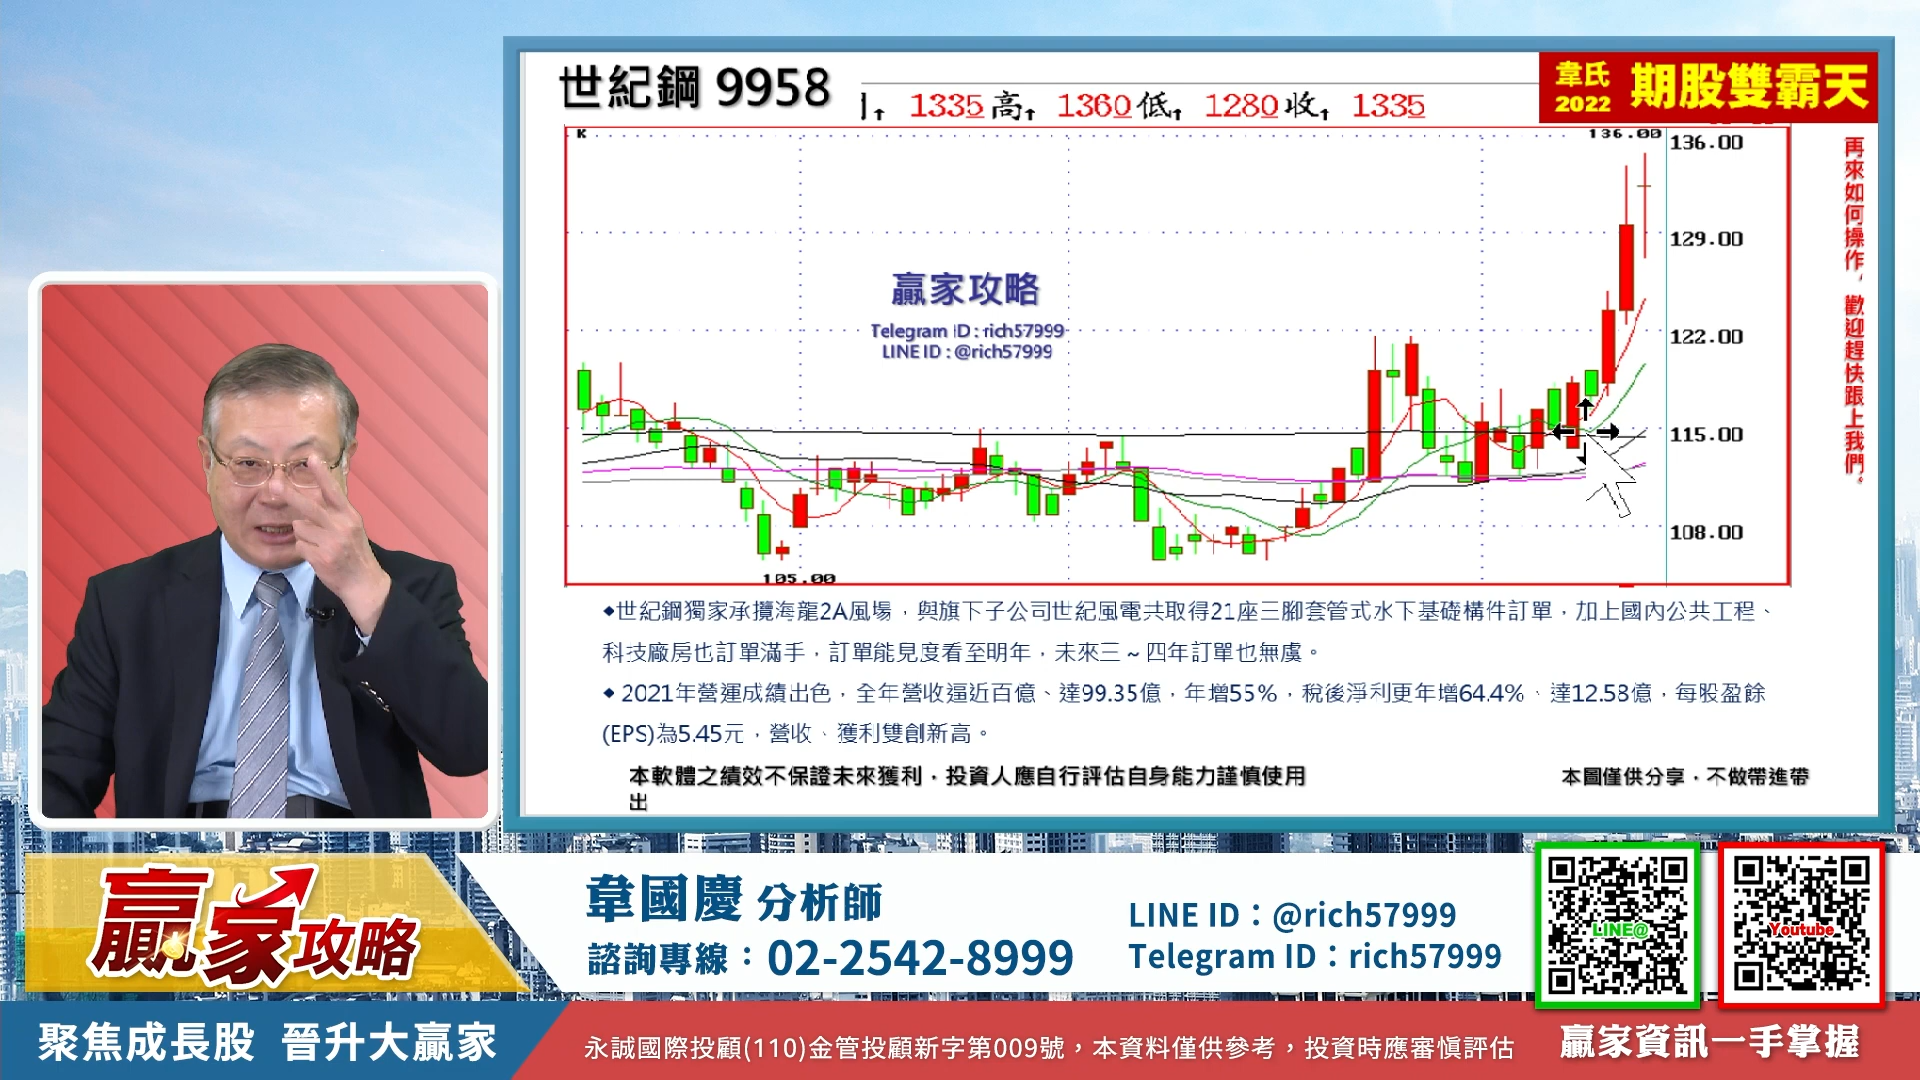 世紀鋼 9958
1335 高 1360 低 1280 收 1335
韋氏
2022
期股雙霸天
K
136.00
136.00
129.00
122.00
115.00
108.00
105.00
贏家攻略
Telegram ID : rich57999
LINE ID : @rich57999
再來如何操作，歡迎趕快跟上我們。
◆世紀鋼獨家承攬海龍2A風場，與旗下子公司世紀風電共取得21座三腳套管式水下基礎構件訂單，加上國內公共工程、
科技廠房也訂單滿手，訂單能見度看至明年，未來三~四年訂單也無虞。
◆ 2021年營運成績出色，全年營收逼近百億、達99.35億，年增55%，稅後淨利更年增64.4%、達12.58億，每股盈餘
(EPS)為5.45元，營收、獲利雙創新高。
本軟體之績效不保證未來獲利．投資人應自行評估自身能力謹慎使用
出
本圖僅供分享．不做帶進帶
贏家攻略
韋國慶 分析師
諮詢專線：02-2542-8999
LINE ID：@rich57999
Telegram ID：rich57999
LINE@
Youtube
聚焦成長股 晉升大贏家
永誠國際投顧(110)金管投顧新字第009號，本資料僅供參考，投資時應審慎評估
贏家資訊一手掌握